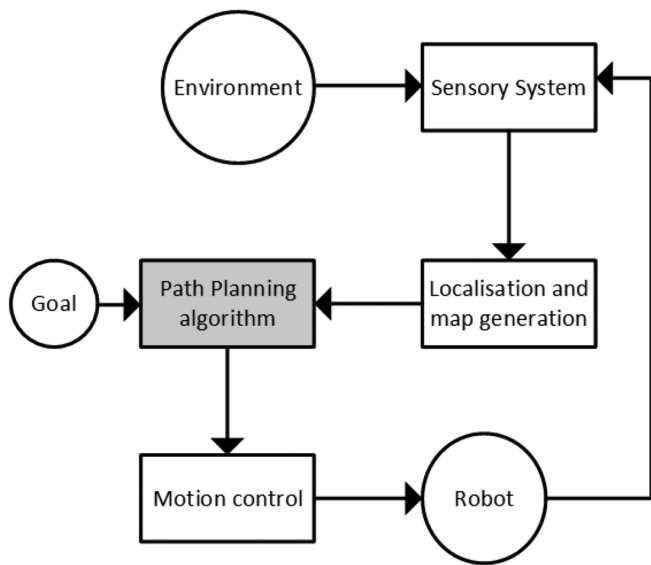 Environment
Sensory System
Goal
Path Planning
algorithm
Localisation and
map generation
Motion control
Robot